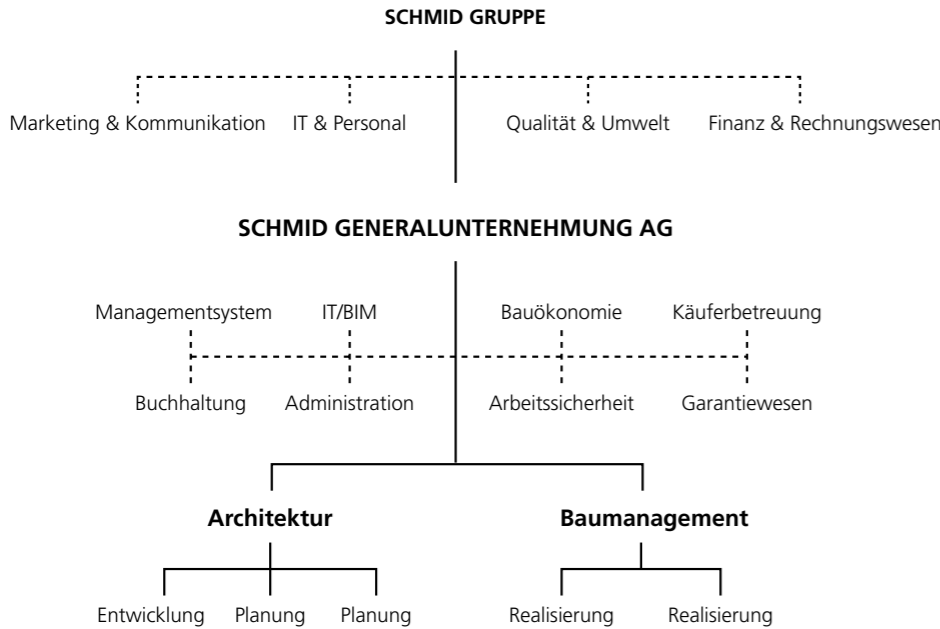 SCHMID GRUPPE
Marketing & Kommunikation IT & Personal Qualität & Umwelt Finanz & Rechnungswesen
SCHMID GENERALUNTERNEHMUNG AG
Managementsystem IT/BIM Bauökonomie Käuferbetreuung
Buchhaltung Administration Arbeitssicherheit Garantiewesen
Architektur Baumanagement
Entwicklung Planung Planung Realisierung Realisierung